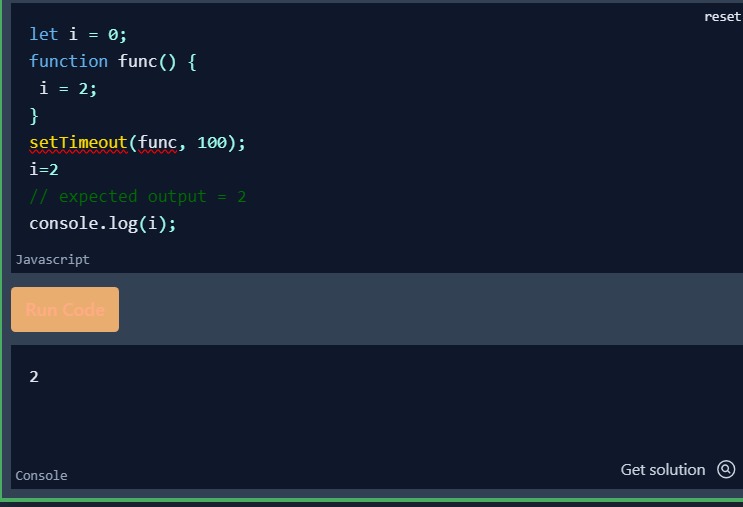 reset
let i = 0;
function func() {
 i = 2;
}
setTimeout(func, 100);
i=2
// expected output = 2
console.log(i);
Javascript
Run Code
2
Get solution
Console